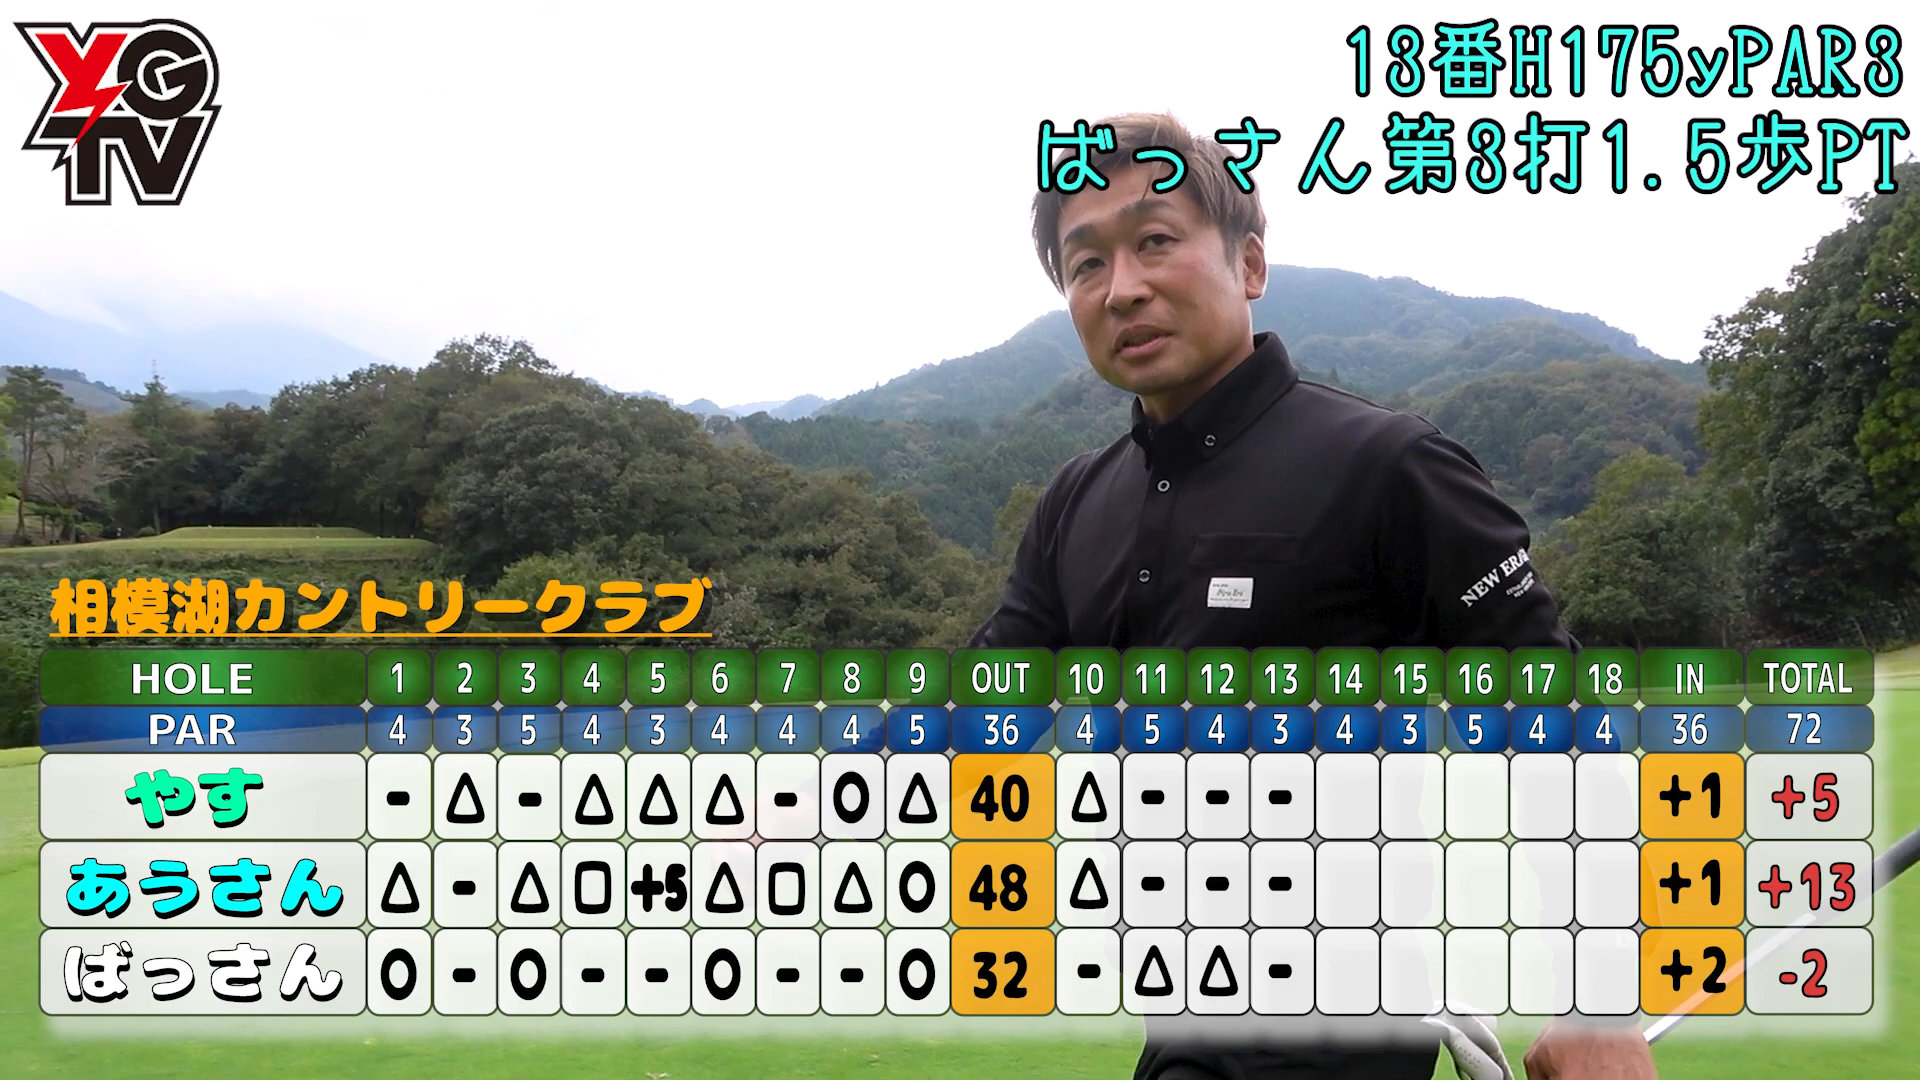 YGTV
13番H175yPAR3
ばっさん第3打1.5歩PT
NEW ERA
相模湖カントリークラブ
HOLE 1 2 3 4 5 6 7 8 9 OUT 10 11 12 13 14 15 16 17 18 IN TOTAL
PAR 4 3 5 4 3 4 4 4 5 36 4 5 4 3 4 3 5 4 4 36 72
やす - △ - △ △ △ - ○ △ 40 △ - - - +1 +5
あうさん △ - △ □ +5 △ □ △ ○ 48 △ - - - +1 +13
ばっさん ○ - ○ - - ○ - - ○ 32 - △ △ - +2 -2